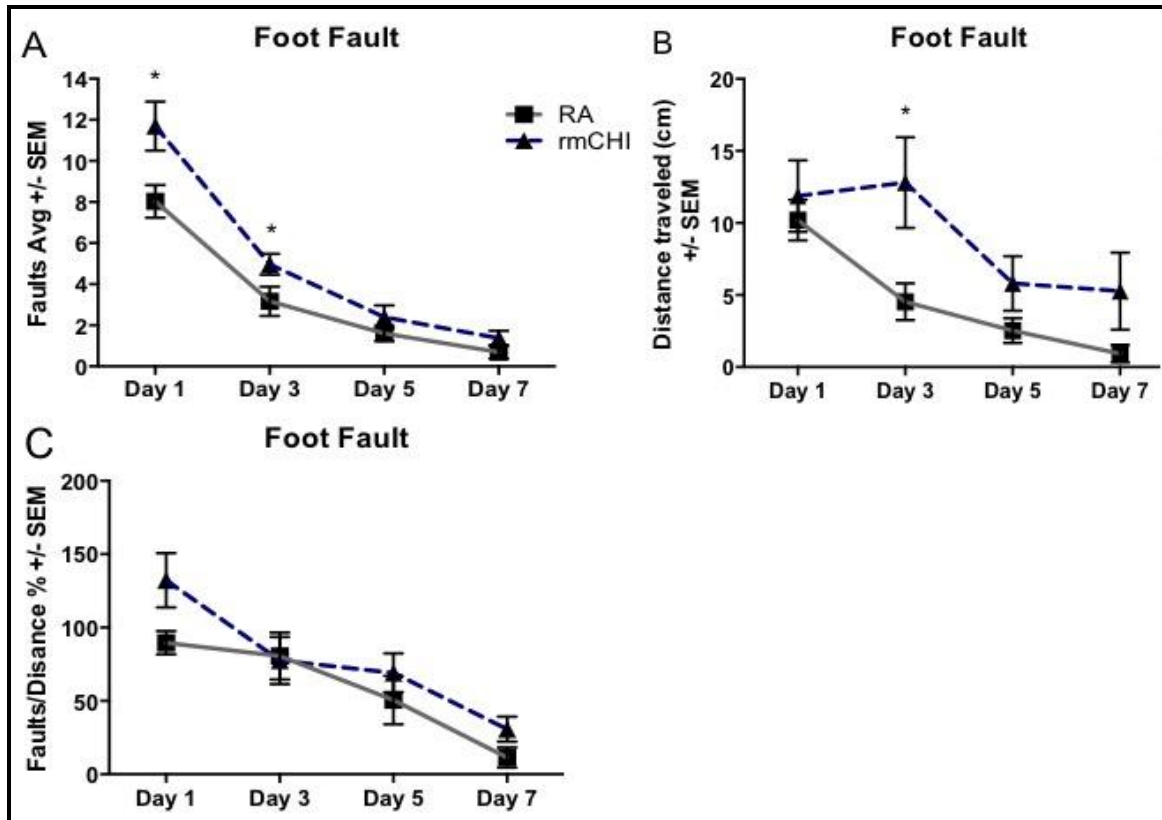 A
Foot Fault
Faults Avg +/- SEM
14
12
10
8
6
4
2
0
*
*
Day 1 Day 3 Day 5 Day 7
RA
rmCHI
B
Foot Fault
Distance traveled (cm)
+/- SEM
20
15
10
5
0
*
Day 1 Day 3 Day 5 Day 7
C
Foot Fault
Faults/Disance % +/- SEM
200
150
100
50
0
Day 1 Day 3 Day 5 Day 7